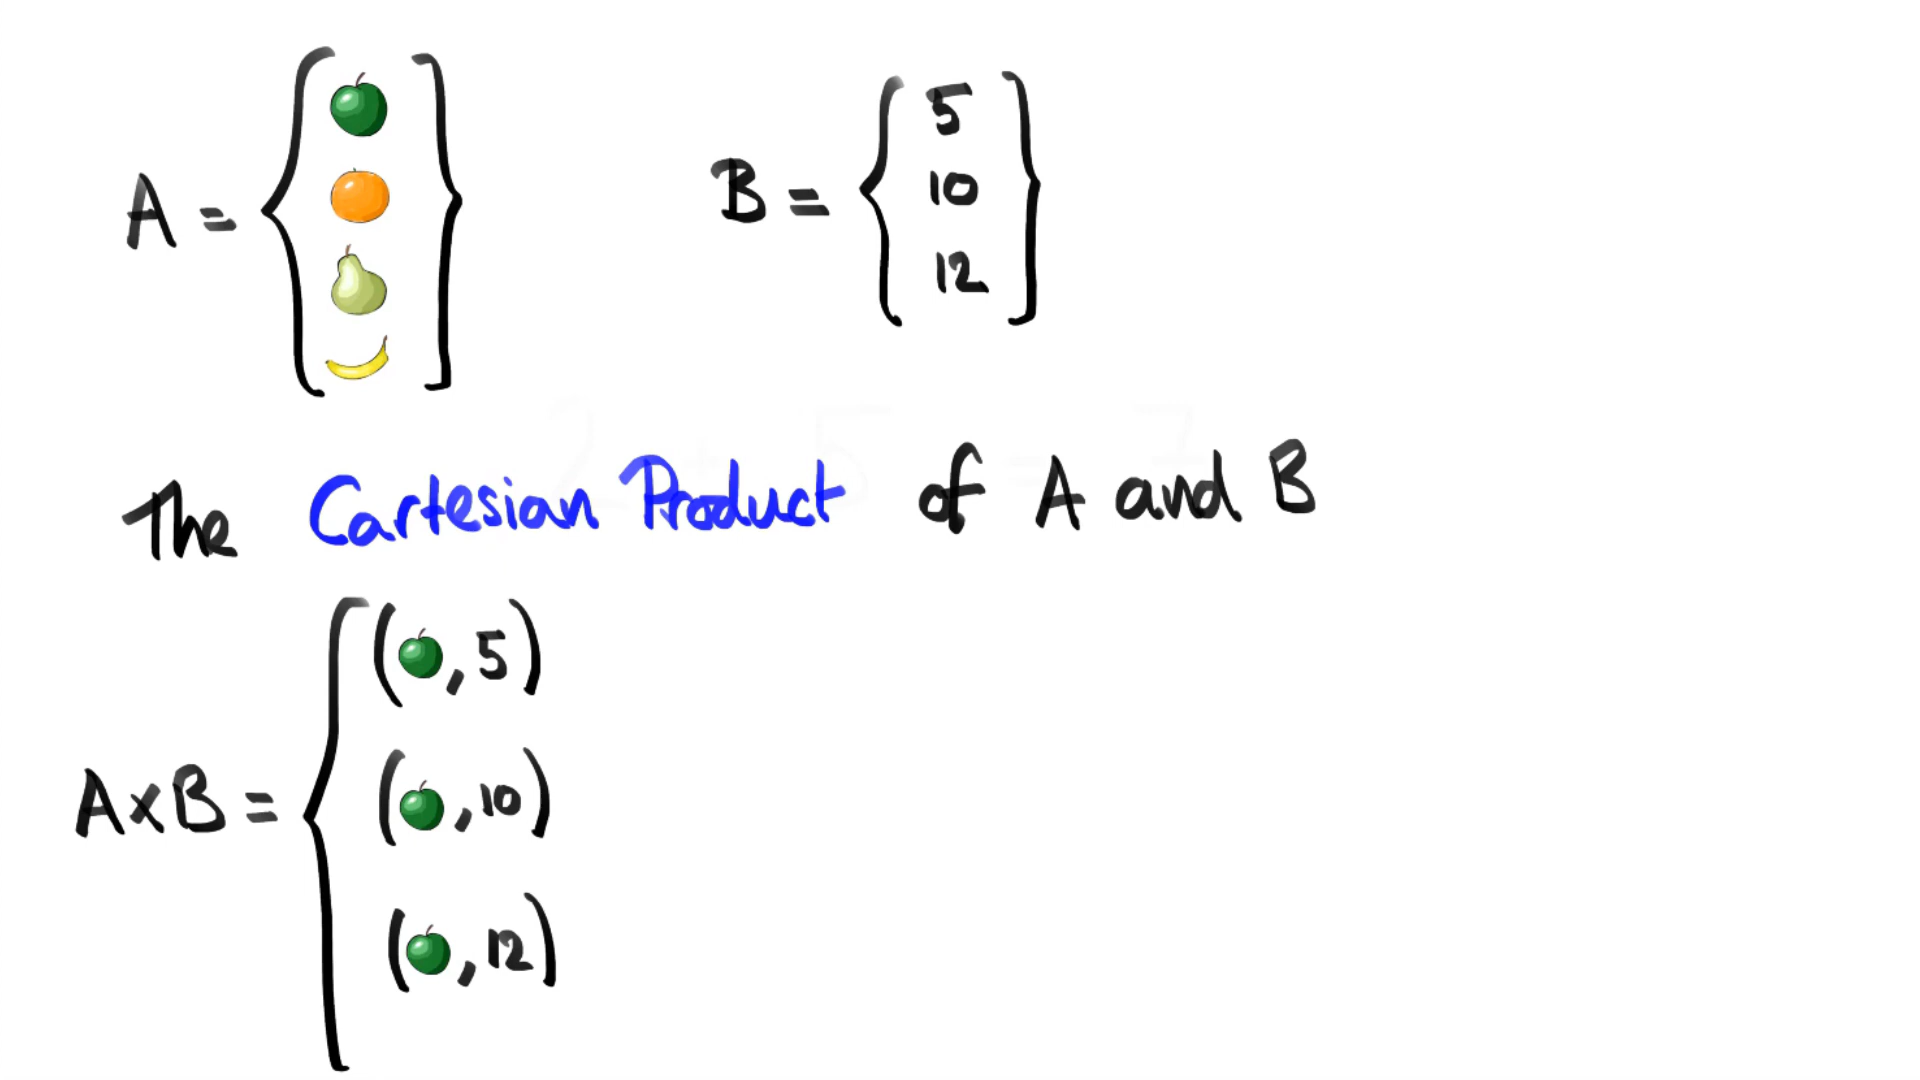 A = { }
B = { 5
10
12 }
The Cartesian Product of A and B
A×B = { ( , 5)
( , 10)
( , 12)